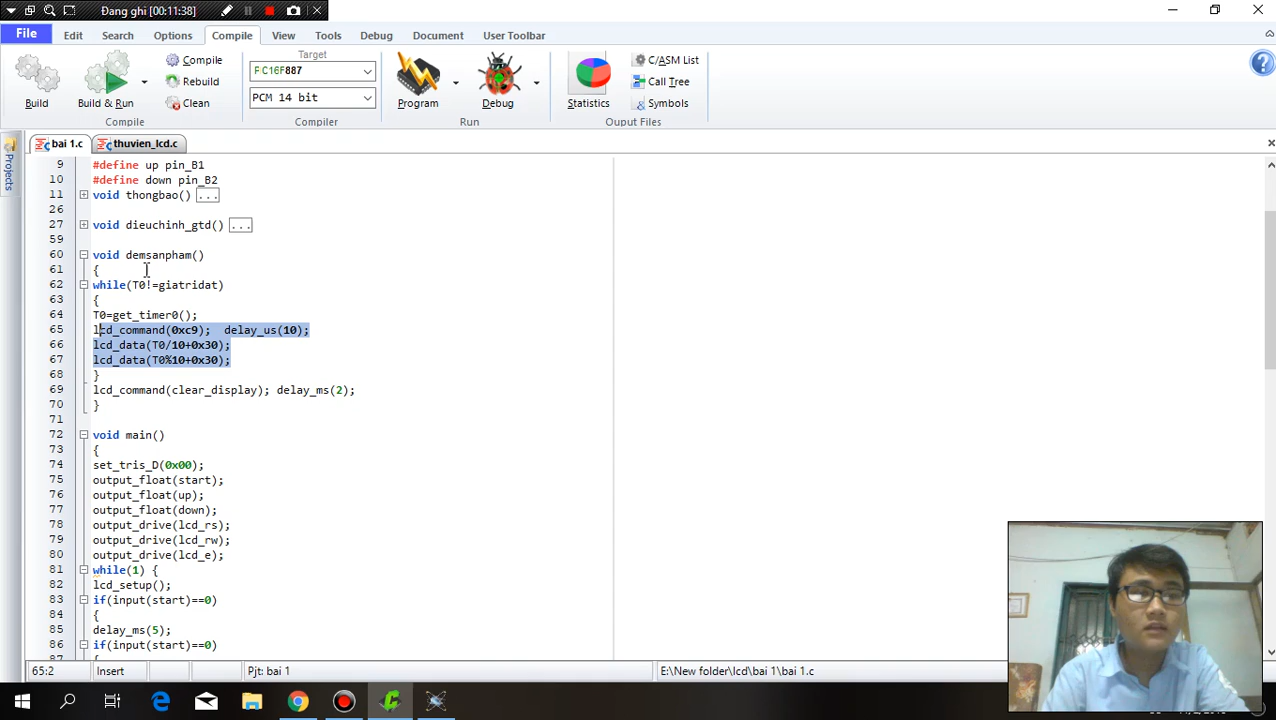 Đang ghi [00:11:38]
File Edit Search Options Compile View Tools Debug Document User Toolbar
Target
Build
Build & Run
Compile
Rebuild
Clean
PIC16F887
PCM 14 bit
Program
Debug
Statistics
C/ASM List
Call Tree
Symbols
Compile
Compiler
Run
Ouput Files
Projects
bai 1.c
thuvien_lcd.c
9 #define up pin_B1
10 #define down pin_B2
11 void thongbao() ...
26
27 void dieuchinh_gtd() ...
59
60 void demsanpham()
61 {
62 while(T0!=giatridat)
63 {
64 T0=get_timer0();
65 lcd_command(0xc9); delay_us(10);
66 lcd_data(T0/10+0x30);
67 lcd_data(T0%10+0x30);
68 }
69 lcd_command(clear_display); delay_ms(2);
70 }
71
72 void main()
73 {
74 set_tris_D(0x00);
75 output_float(start);
76 output_float(up);
77 output_float(down);
78 output_drive(lcd_rs);
79 output_drive(lcd_rw);
80 output_drive(lcd_e);
81 while(1) {
82 lcd_setup();
83 if(input(start)==0)
84 {
85 delay_ms(5);
86 if(input(start)==0)
65:2
Insert
Pjt: bai 1
E:\New folder\lcd\bai 1\bai 1.c